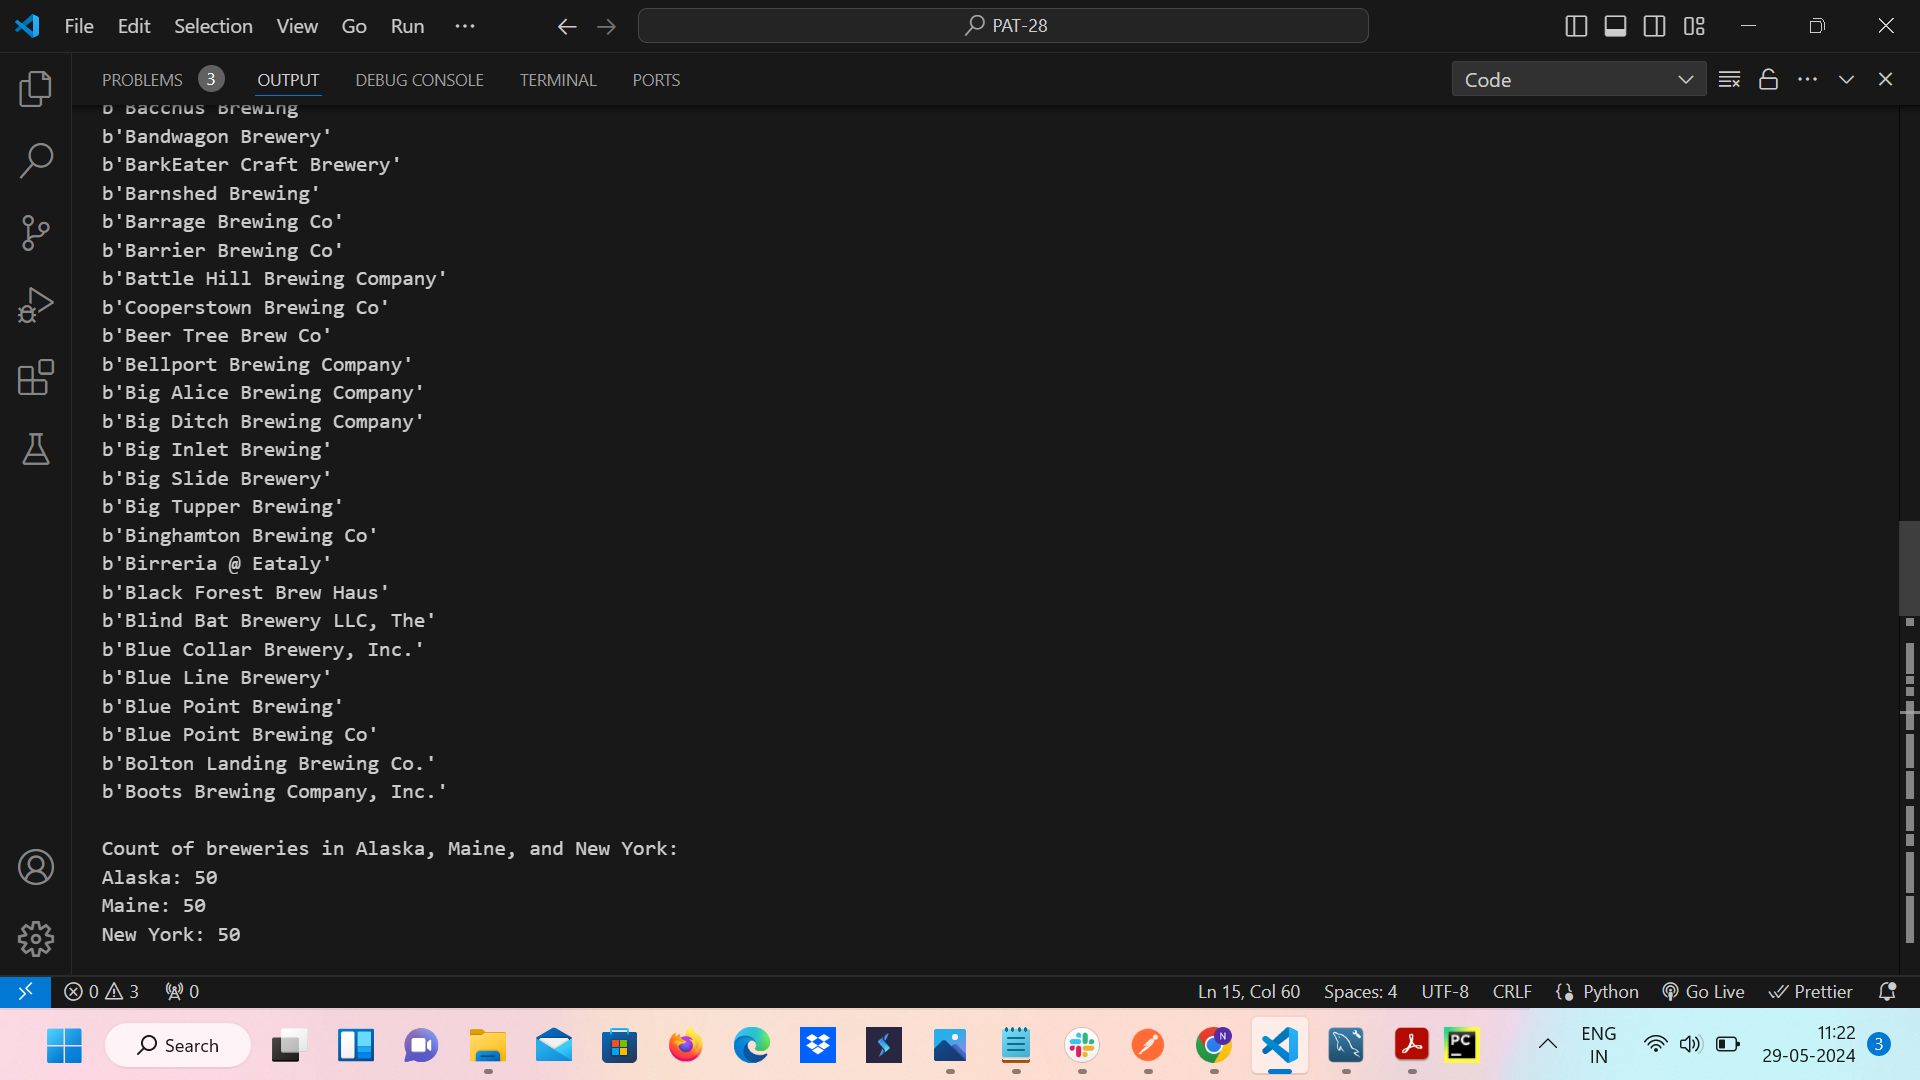 File Edit Selection View Go Run ···
PAT-28
PROBLEMS 3 OUTPUT DEBUG CONSOLE TERMINAL PORTS
Code
b'Bacchus Brewing
b'Bandwagon Brewery'
b'BarkEater Craft Brewery'
b'Barnshed Brewing'
b'Barrage Brewing Co'
b'Barrier Brewing Co'
b'Battle Hill Brewing Company'
b'Cooperstown Brewing Co'
b'Beer Tree Brew Co'
b'Bellport Brewing Company'
b'Big Alice Brewing Company'
b'Big Ditch Brewing Company'
b'Big Inlet Brewing'
b'Big Slide Brewery'
b'Big Tupper Brewing'
b'Binghamton Brewing Co'
b'Birreria @ Eataly'
b'Black Forest Brew Haus'
b'Blind Bat Brewery LLC, The'
b'Blue Collar Brewery, Inc.'
b'Blue Line Brewery'
b'Blue Point Brewing'
b'Blue Point Brewing Co'
b'Bolton Landing Brewing Co.'
b'Boots Brewing Company, Inc.'
Count of breweries in Alaska, Maine, and New York:
Alaska: 50
Maine: 50
New York: 50
0 3 0 Ln 15, Col 60 Spaces: 4 UTF-8 CRLF Python Go Live Prettier
Search
N
PC
ENG
IN
11:22
29-05-2024
3